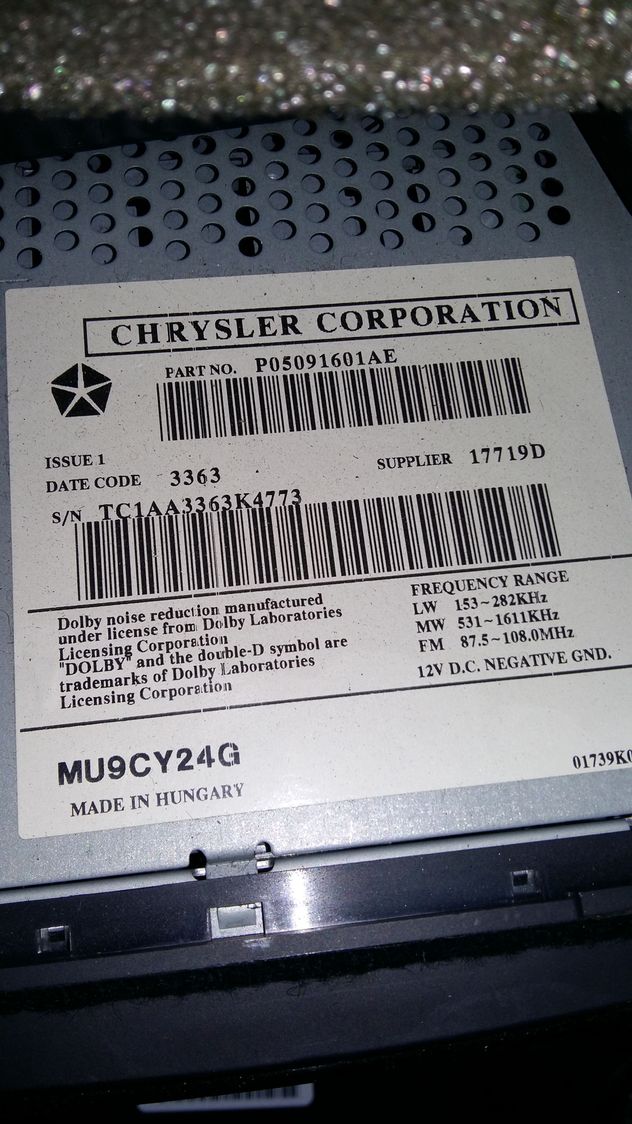 CHRYSLER CORPORATION
PART NO. P05091601AE
ISSUE 1
DATE CODE 3363
SUPPLIER 17719D
S/N TC1AA3363K4773
Dolby noise reduction manufactured
under license from Dolby Laboratories
Licensing Corporation
"DOLBY" and the double-D symbol are
trademarks of Dolby Laboratories
Licensing Corporation
FREQUENCY RANGE
LW 153~282KHz
MW 531~1611KHz
FM 87.5~108.0MHz
12V D.C. NEGATIVE GND.
MU9CY24G
MADE IN HUNGARY
01739K0